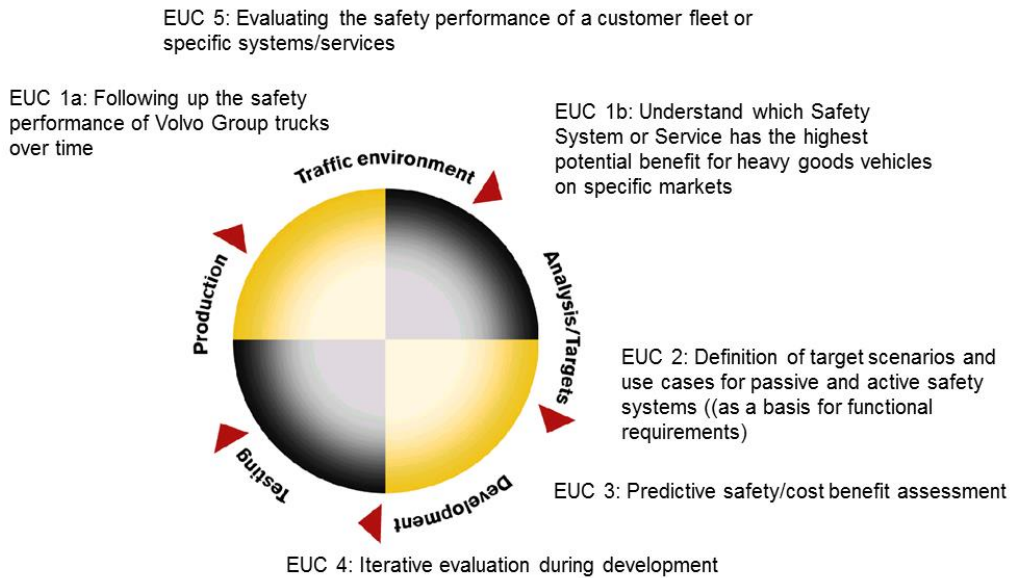 EUC 5: Evaluating the safety performance of a customer fleet or
specific systems/services
EUC 1a: Following up the safety
performance of Volvo Group trucks
over time
EUC 1b: Understand which Safety
System or Service has the highest
potential benefit for heavy goods vehicles
on specific markets
Traffic environment
Production
Analysis/Targets
EUC 2: Definition of target scenarios and
use cases for passive and active safety
systems ((as a basis for functional
requirements)
Testing
Development
EUC 3: Predictive safety/cost benefit assessment
EUC 4: Iterative evaluation during development